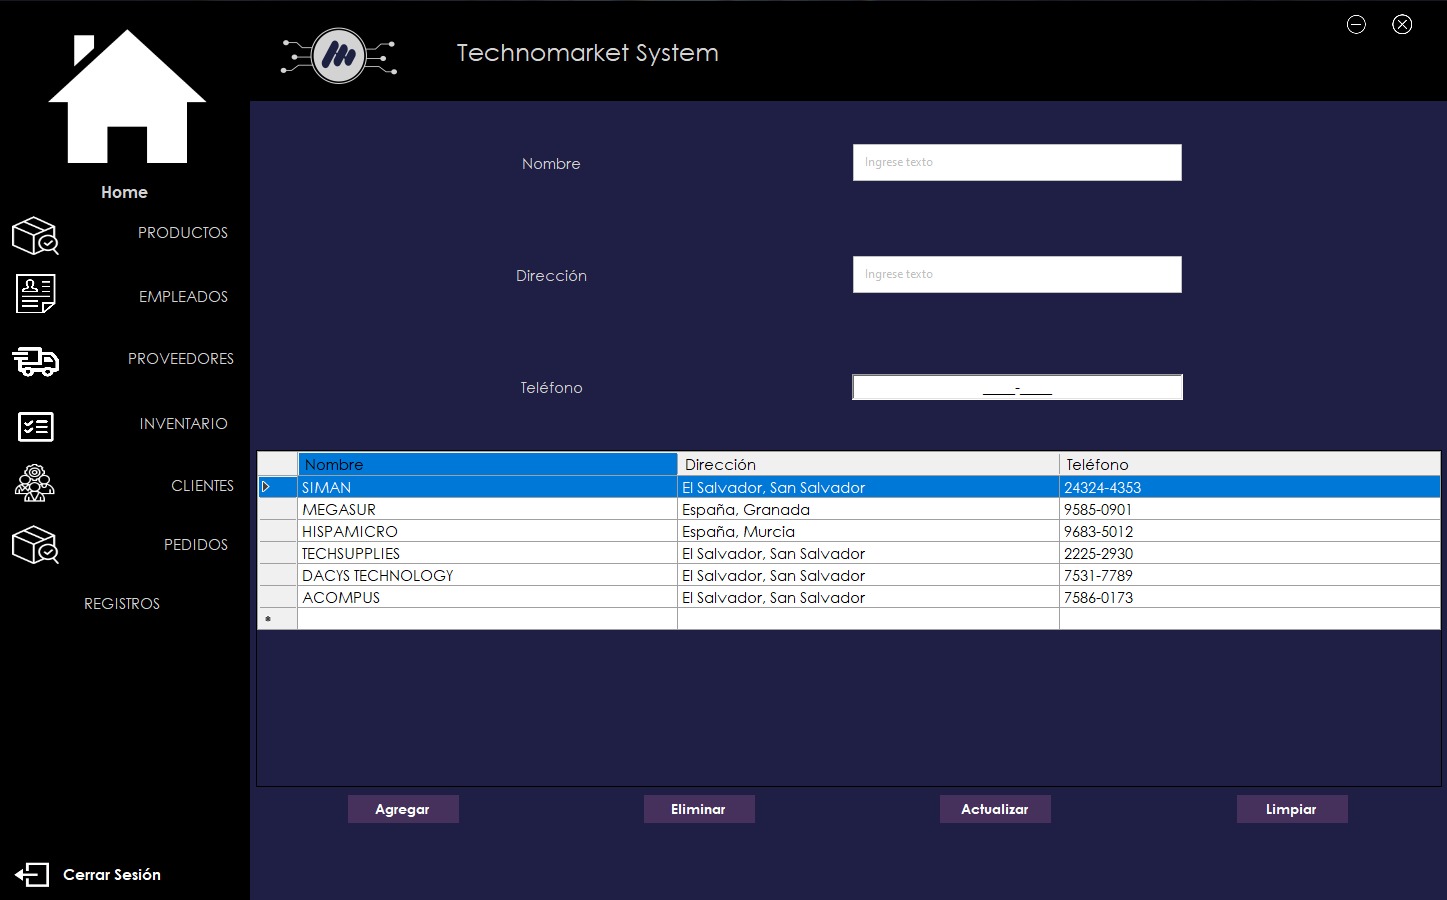 Technomarket System
Home
PRODUCTOS
EMPLEADOS
PROVEEDORES
INVENTARIO
CLIENTES
PEDIDOS
REGISTROS
Cerrar Sesión
Nombre
Ingrese texto
Dirección
Ingrese texto
Teléfono
____-____
Nombre Dirección Teléfono
SIMAN El Salvador, San Salvador 24324-4353
MEGASUR España, Granada 9585-0901
HISPAMICRO España, Murcia 9683-5012
TECHSUPPLIES El Salvador, San Salvador 2225-2930
DACYS TECHNOLOGY El Salvador, San Salvador 7531-7789
ACOMPUS El Salvador, San Salvador 7586-0173
*
Agregar Eliminar Actualizar Limpiar